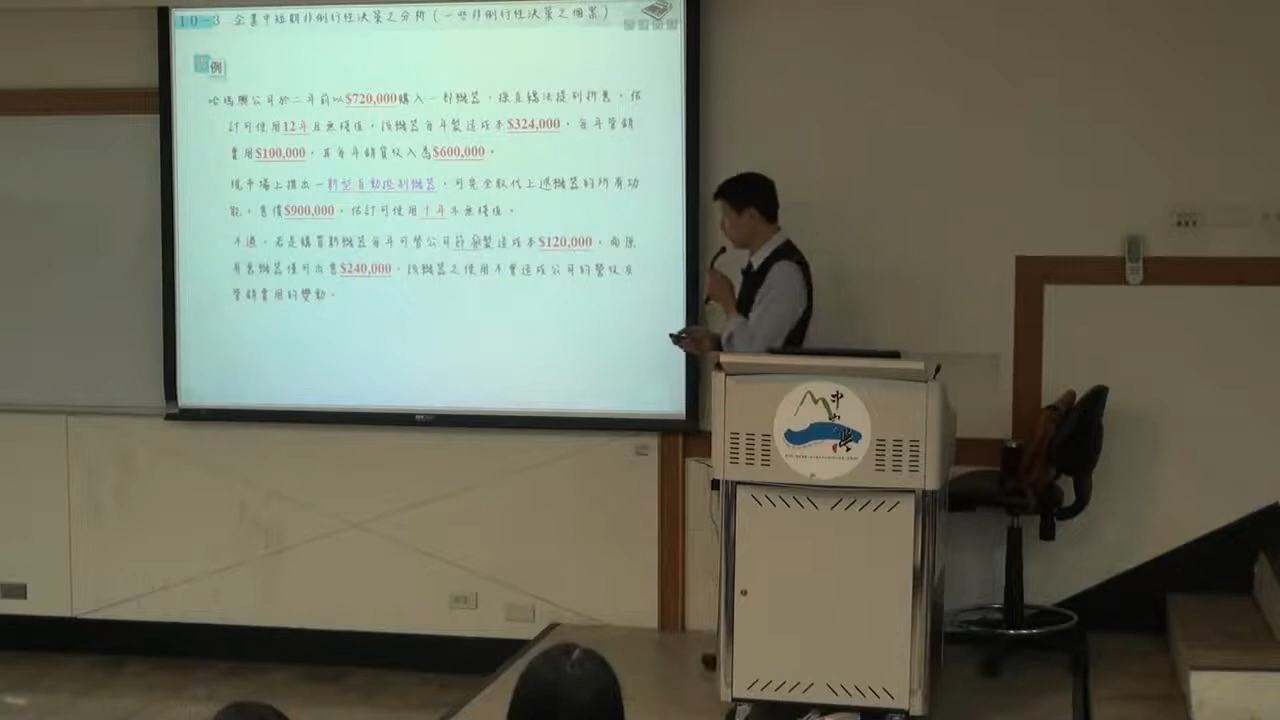 10-3 企業中短期非例行性決策之分析（一些非例行性決策之個案）
例
哈瑪興公司於二年前以$720,000購入一部機器，採直線法提列折舊，估
計可使用12年且無殘值。該機器每年製造成本$324,000，每年管銷
費用$100,000，其每年銷貨收入為$600,000。
現市場上推出一新型自動控制機器，可完全取代上述機器的所有功
能，售價$900,000，估計可使用十年亦無殘值。
不過，若是購買新機器每年可替公司節省製造成本$120,000，而原
有舊機器僅可出售$240,000，該機器之使用不會造成公司的營收與
管銷費用的變動。
中山